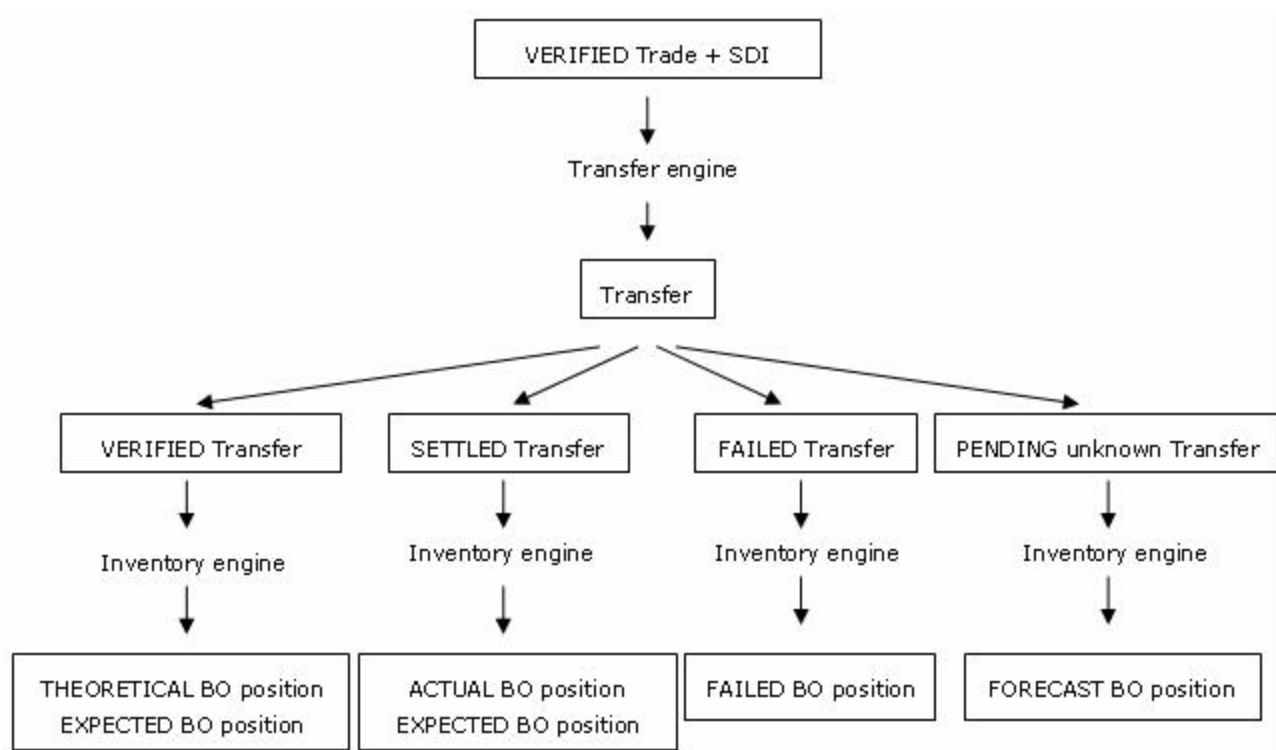 VERIFIED Trade + SDI
Transfer engine
Transfer
VERIFIED Transfer
SETTLED Transfer
FAILED Transfer
PENDING unknown Transfer
Inventory engine
Inventory engine
Inventory engine
Inventory engine
THEORETICAL BO position
EXPECTED BO position
ACTUAL BO position
EXPECTED BO position
FAILED BO position
FORECAST BO position